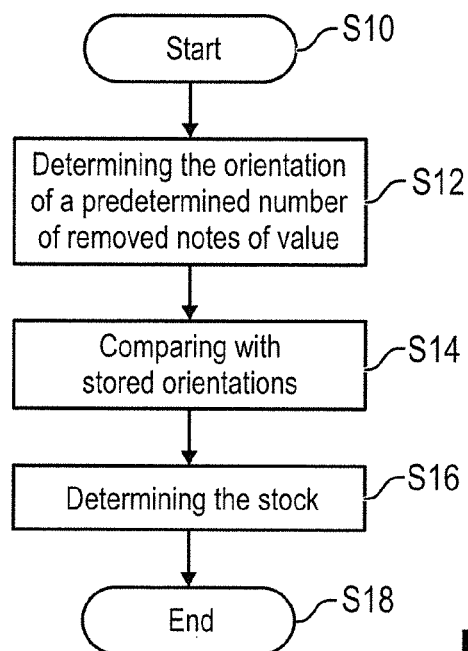 Start
S10
Determining the orientation
of a predetermined number
of removed notes of value
S12
Comparing with
stored orientations
S14
Determining the stock
S16
End
S18